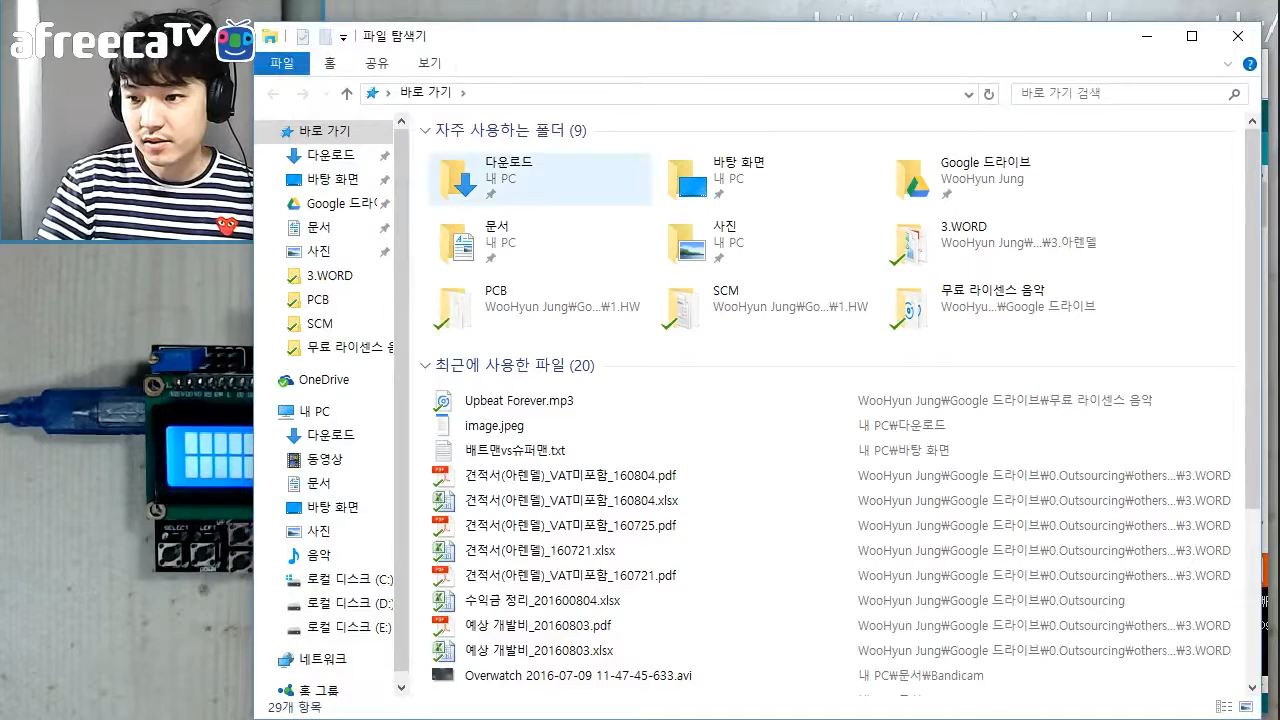 afreecaTV
파일 탐색기
파일 홈 공유 보기
바로 가기
바로 가기 검색
바로 가기
다운로드
바탕 화면
Google 드라이
문서
사진
3.WORD
PCB
SCM
무료 라이센스 음
OneDrive
내 PC
다운로드
동영상
문서
바탕 화면
사진
음악
로컬 디스크 (C:)
로컬 디스크 (D:)
로컬 디스크 (E:)
네트워크
홈 그룹
자주 사용하는 폴더 (9)
다운로드
내 PC
바탕 화면
내 PC
Google 드라이브
WooHyun Jung
문서
내 PC
사진
내 PC
3.WORD
WooHyun Jung₩...₩3.아렌델
PCB
WooHyun Jung₩Go...₩1.HW
SCM
WooHyun Jung₩Go...₩1.HW
무료 라이센스 음악
WooHyu...₩Google 드라이브
최근에 사용한 파일 (20)
Upbeat Forever.mp3 WooHyun Jung₩Google 드라이브₩무료 라이센스 음악
image.jpeg 내 PC₩다운로드
배트맨vs슈퍼맨.txt 내 PC₩바탕 화면
견적서(아렌델)_VAT미포함_160804.pdf WooHyun Jung₩Google 드라이브₩0.Outsourcing₩others...₩3.WORD
견적서(아렌델)_VAT미포함_160804.xlsx WooHyun Jung₩Google 드라이브₩0.Outsourcing₩others...₩3.WORD
견적서(아렌델)_VAT미포함_160725.pdf WooHyun Jung₩Google 드라이브₩0.Outsourcing₩others...₩3.WORD
견적서(아렌델)_160721.xlsx WooHyun Jung₩Google 드라이브₩0.Outsourcing₩others...₩3.WORD
견적서(아렌델)_VAT미포함_160721.pdf WooHyun Jung₩Google 드라이브₩0.Outsourcing₩others...₩3.WORD
수익금 정리_201600804.xlsx WooHyun Jung₩Google 드라이브₩0.Outsourcing
예상 개발비_20160803.pdf WooHyun Jung₩Google 드라이브₩0.Outsourcing₩others...₩3.WORD
예상 개발비_20160803.xlsx WooHyun Jung₩Google 드라이브₩0.Outsourcing₩others...₩3.WORD
Overwatch 2016-07-09 11-47-45-633.avi 내 PC₩문서₩Bandicam
29개 항목
SELECT LEFT
DOWN